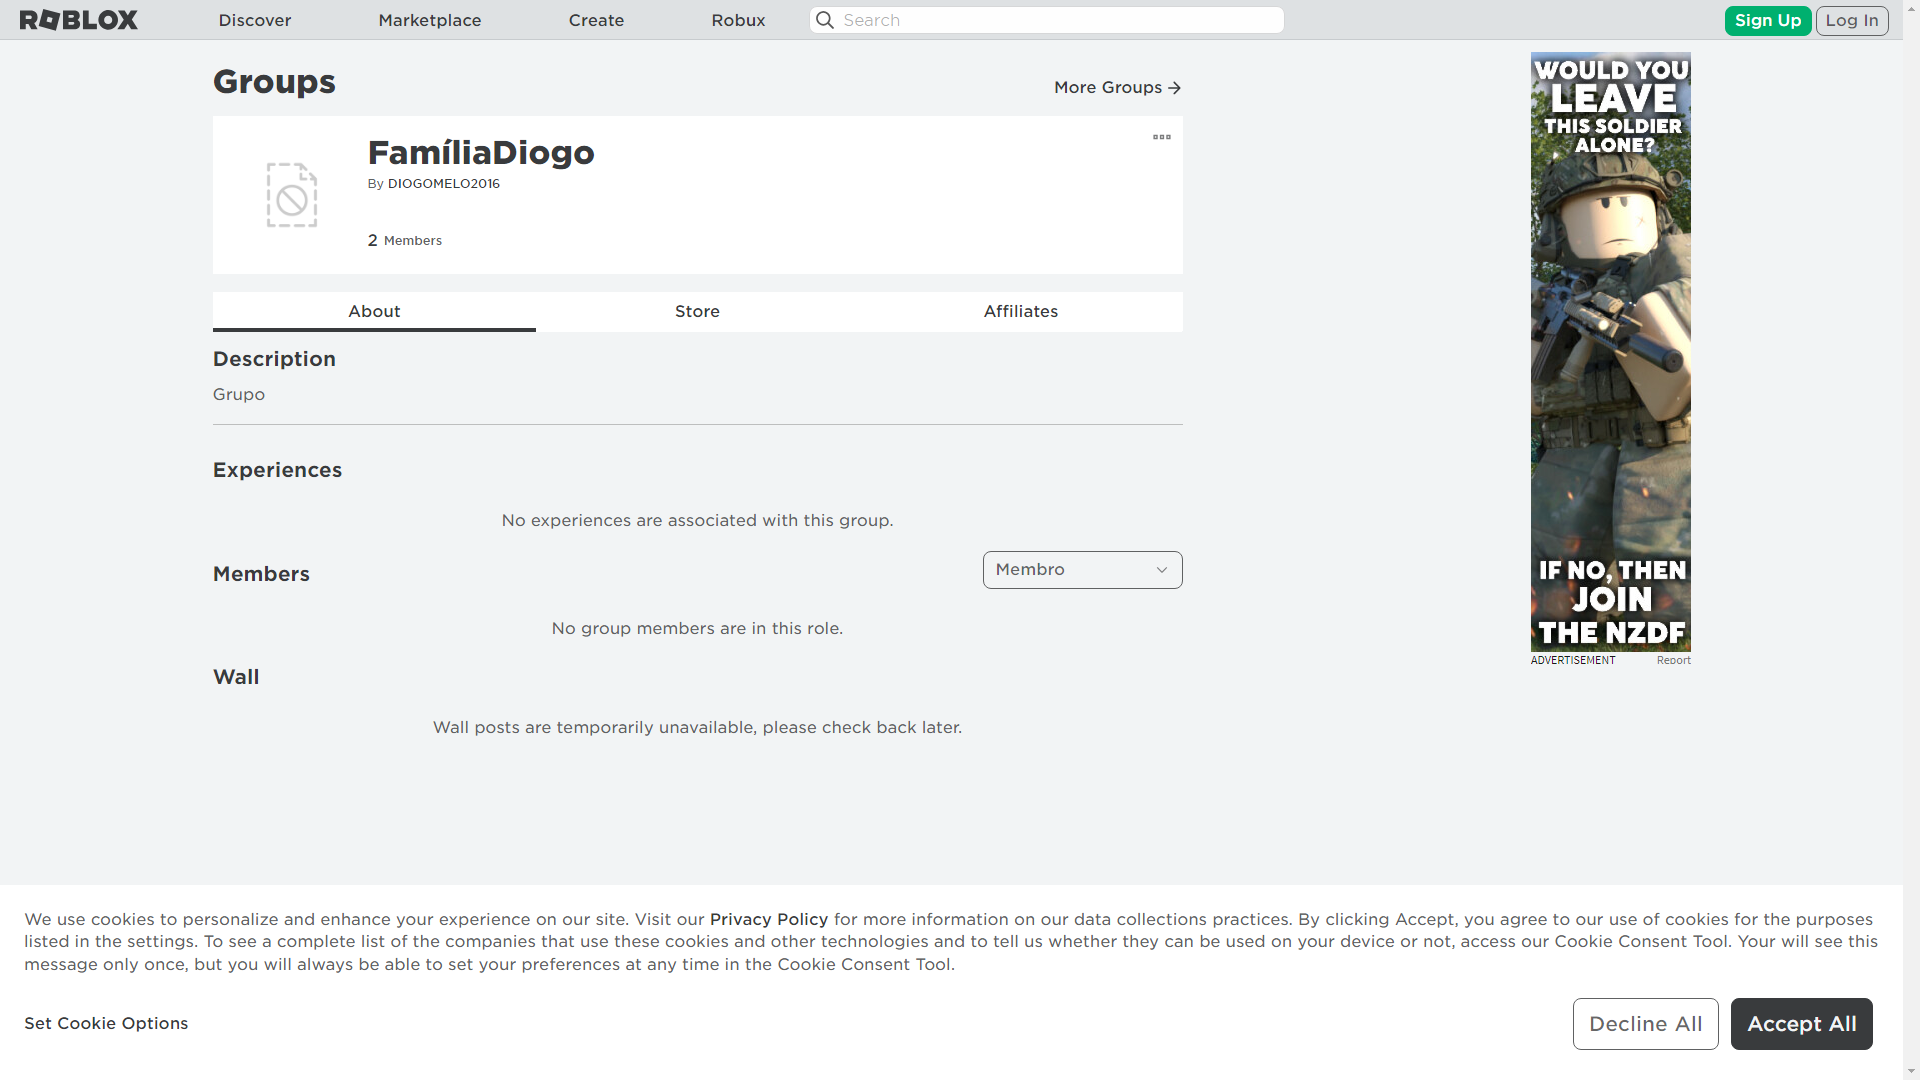 ROBLOX
Discover
Marketplace
Create
Robux
Search
Sign Up
Log In
Groups
More Groups
FamíliaDiogo
By DIOGOMELO2016
2 Members
About
Store
Affiliates
Description
Grupo
Experiences
No experiences are associated with this group.
Members
Membro
No group members are in this role.
Wall
Wall posts are temporarily unavailable, please check back later.
WOULD YOU
LEAVE
THIS SOLDIER
ALONE?
IF NO, THEN
JOIN
THE NZDF
ADVERTISEMENT
Report
We use cookies to personalize and enhance your experience on our site. Visit our Privacy Policy for more information on our data collections practices. By clicking Accept, you agree to our use of cookies for the purposes
listed in the settings. To see a complete list of the companies that use these cookies and other technologies and to tell us whether they can be used on your device or not, access our Cookie Consent Tool. Your will see this
message only once, but you will always be able to set your preferences at any time in the Cookie Consent Tool.
Set Cookie Options
Decline All
Accept All